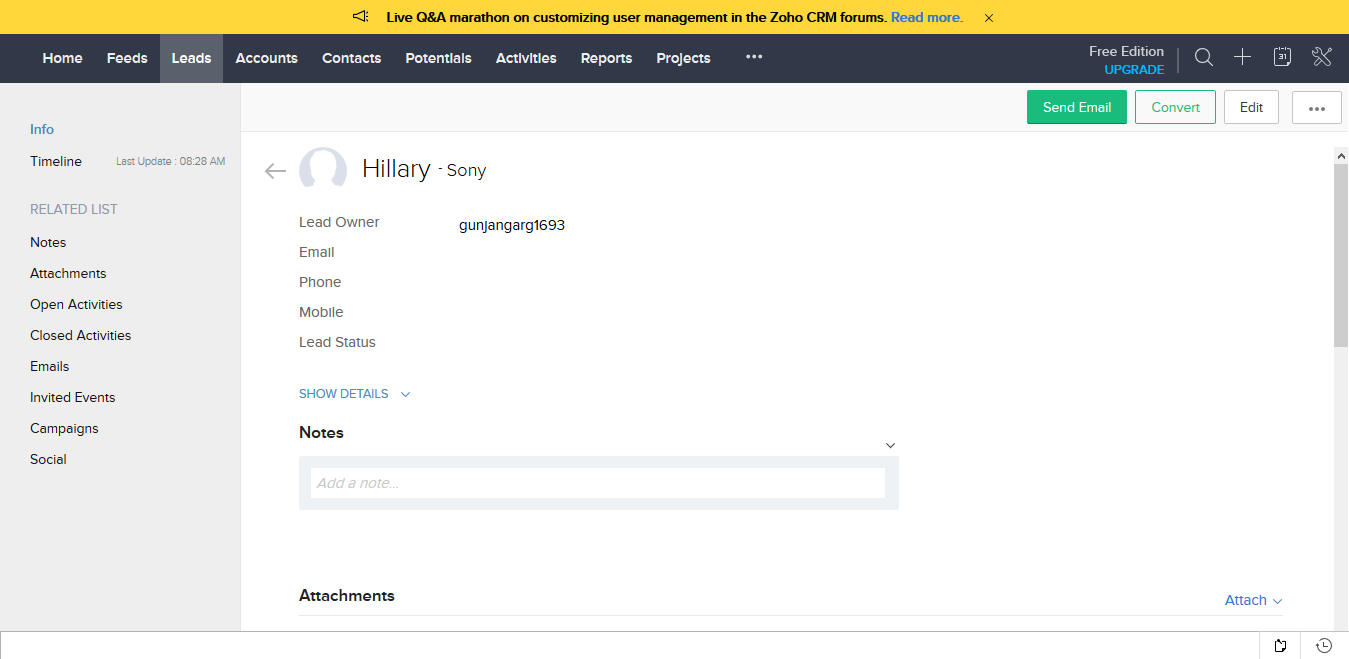 Live Q&A marathon on customizing user management in the Zoho CRM forums. Read more.
Home Feeds Leads Accounts Contacts Potentials Activities Reports Projects
Free Edition
UPGRADE
31
Send Email Convert Edit
Info
Timeline Last Update : 08:28 AM
RELATED LIST
Notes
Attachments
Open Activities
Closed Activities
Emails
Invited Events
Campaigns
Social
Hillary - Sony
Lead Owner gunjangarg1693
Email
Phone
Mobile
Lead Status
SHOW DETAILS
Notes
Add a note...
Attachments
Attach